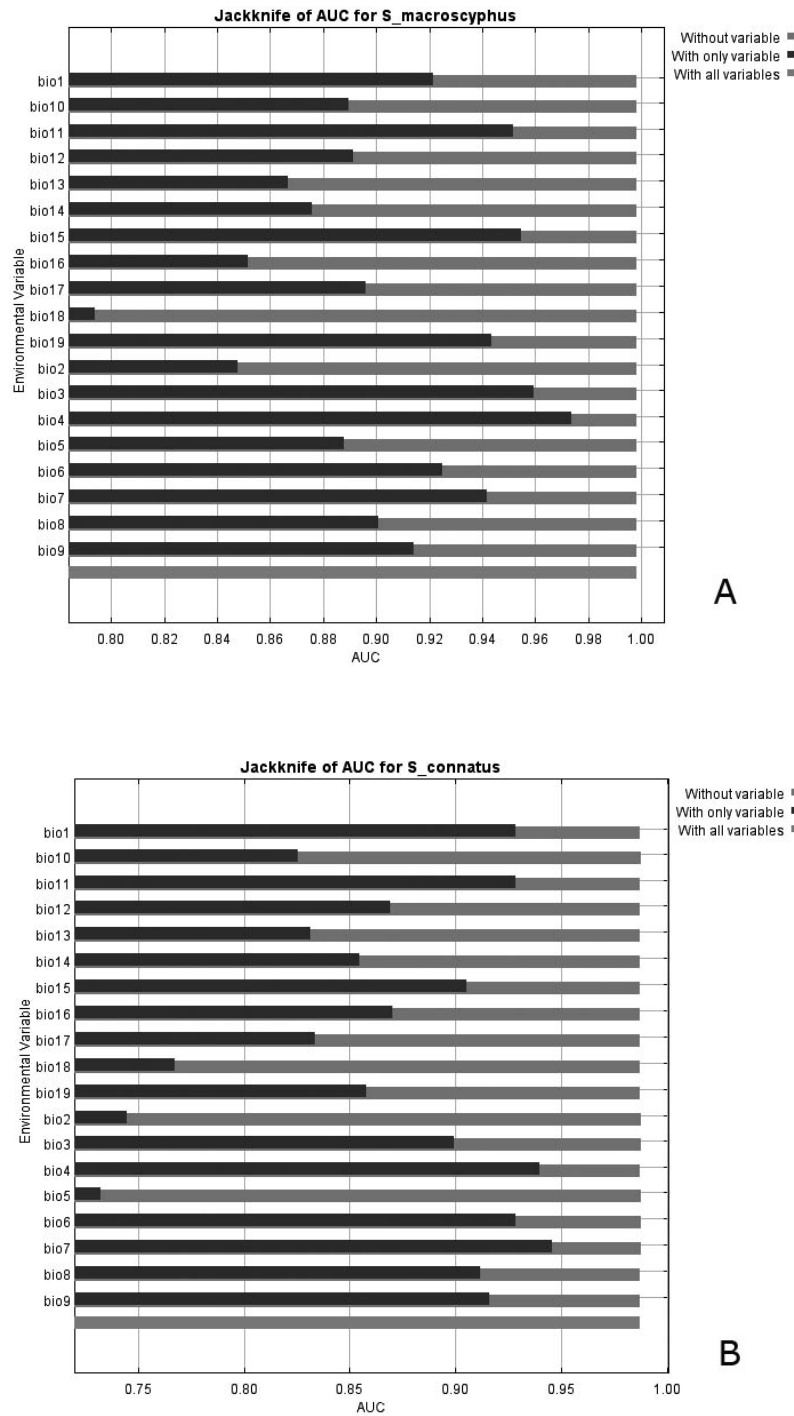 Jackknife of AUC for S_macroscyphus
Without variable
With only variable
With all variables
Environmental Variable
bio1
bio10
bio11
bio12
bio13
bio14
bio15
bio16
bio17
bio18
bio19
bio2
bio3
bio4
bio5
bio6
bio7
bio8
bio9
0.80 0.82 0.84 0.86 0.88 0.90 0.92 0.94 0.96 0.98 1.00
AUC
A
Jackknife of AUC for S_connatus
Without variable
With only variable
With all variables
Environmental Variable
bio1
bio10
bio11
bio12
bio13
bio14
bio15
bio16
bio17
bio18
bio19
bio2
bio3
bio4
bio5
bio6
bio7
bio8
bio9
0.75 0.80 0.85 0.90 0.95 1.00
AUC
B